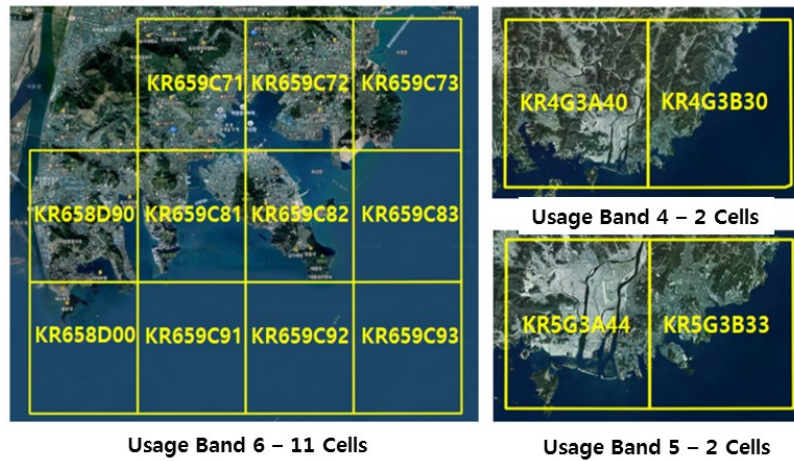 KR659C71 KR659C72 KR659C73
KR658D90 KR659C81 KR659C82 KR659C83
KR658D00 KR659C91 KR659C92 KR659C93
Usage Band 6 – 11 Cells
KR4G3A40 KR4G3B30
Usage Band 4 – 2 Cells
KR5G3A44 KR5G3B33
Usage Band 5 – 2 Cells